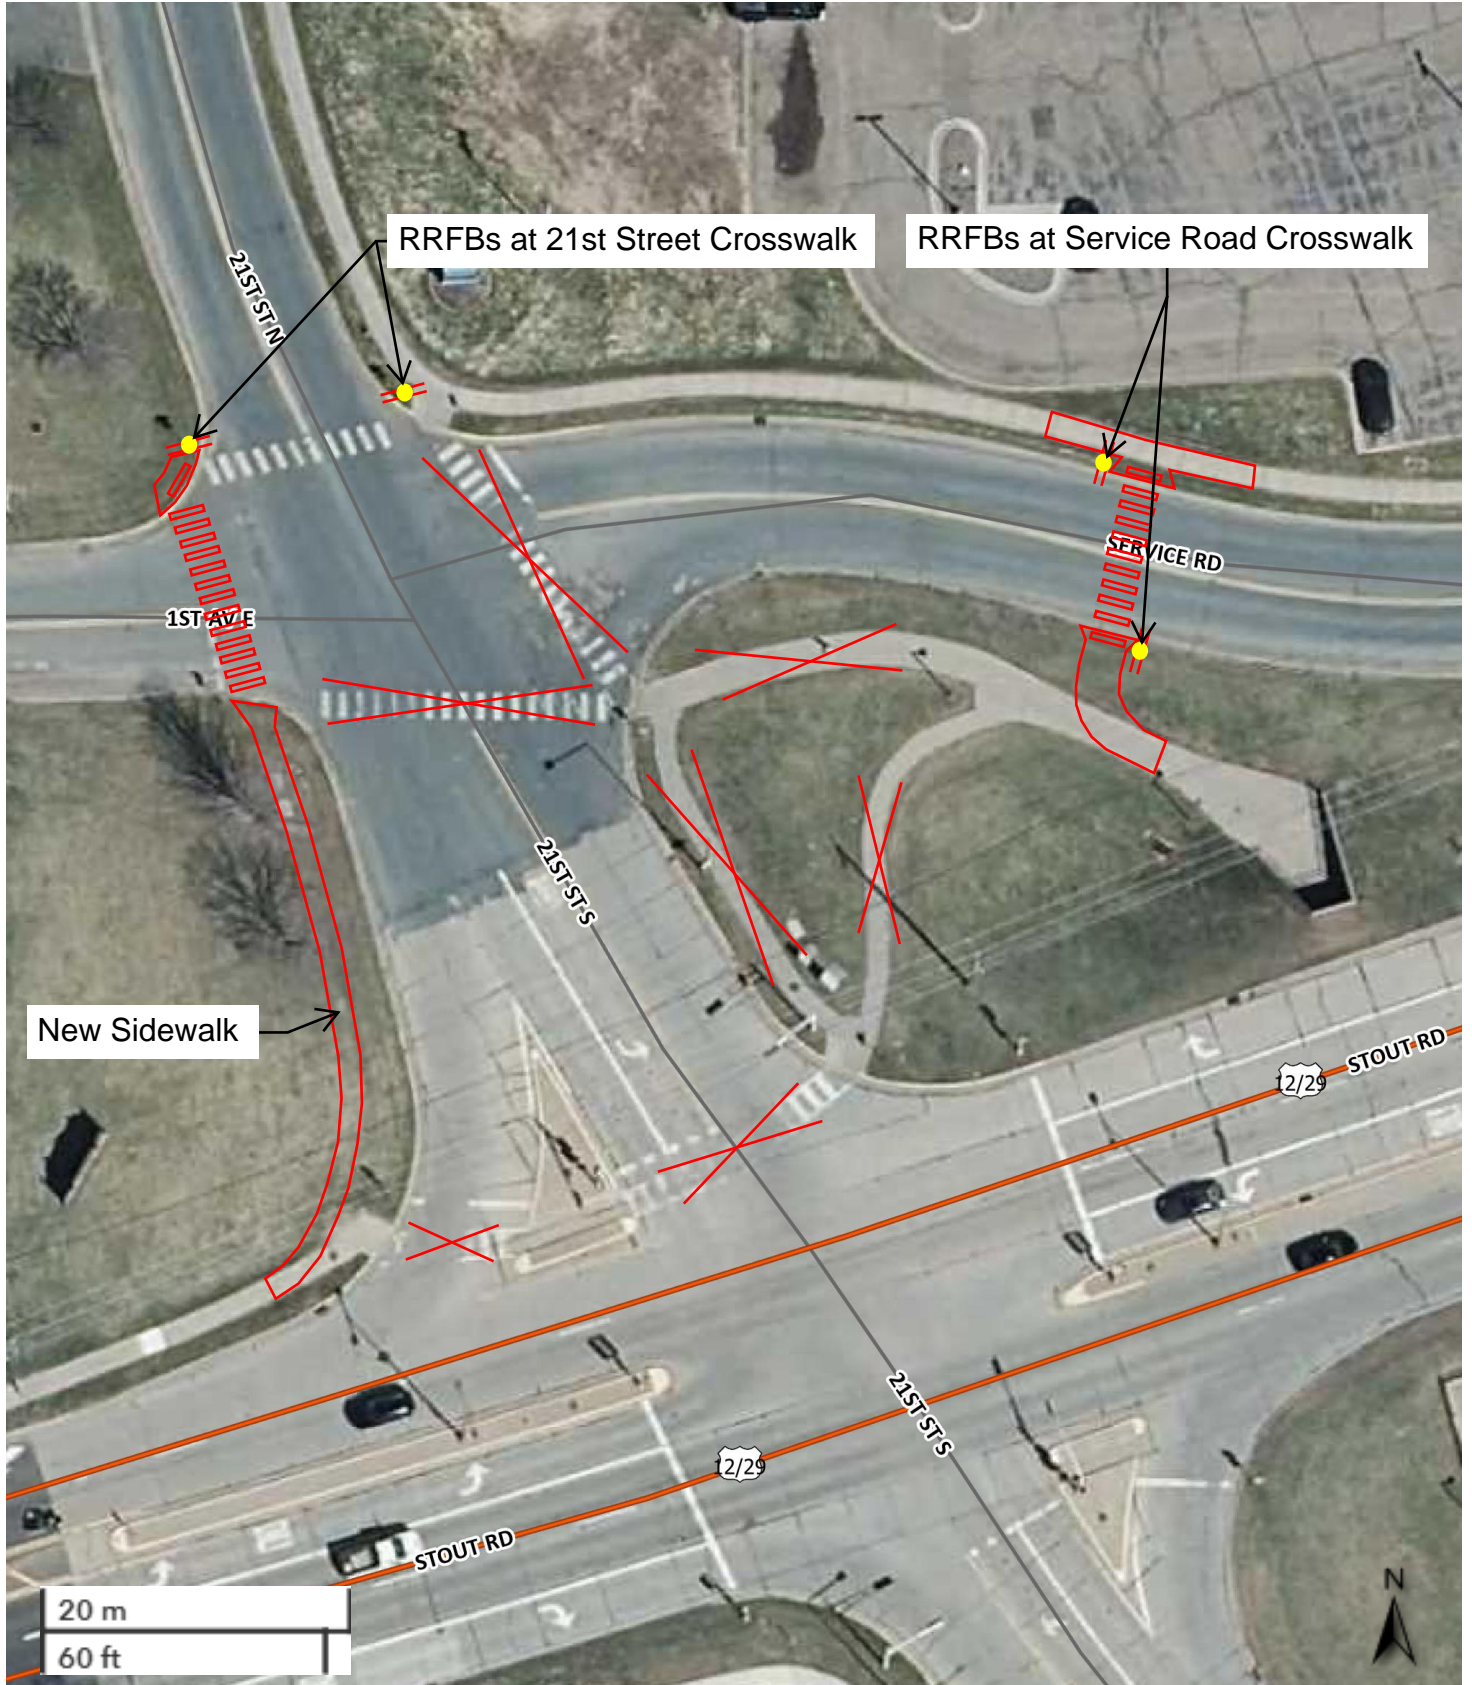 RRFBs at 21st Street Crosswalk
RRFBs at Service Road Crosswalk
21ST ST N
SERVICE RD
1ST AV E
21ST ST S
New Sidewalk
STOUT RD
12/29
21ST ST S
12/29
STOUT RD
20 m
60 ft
N